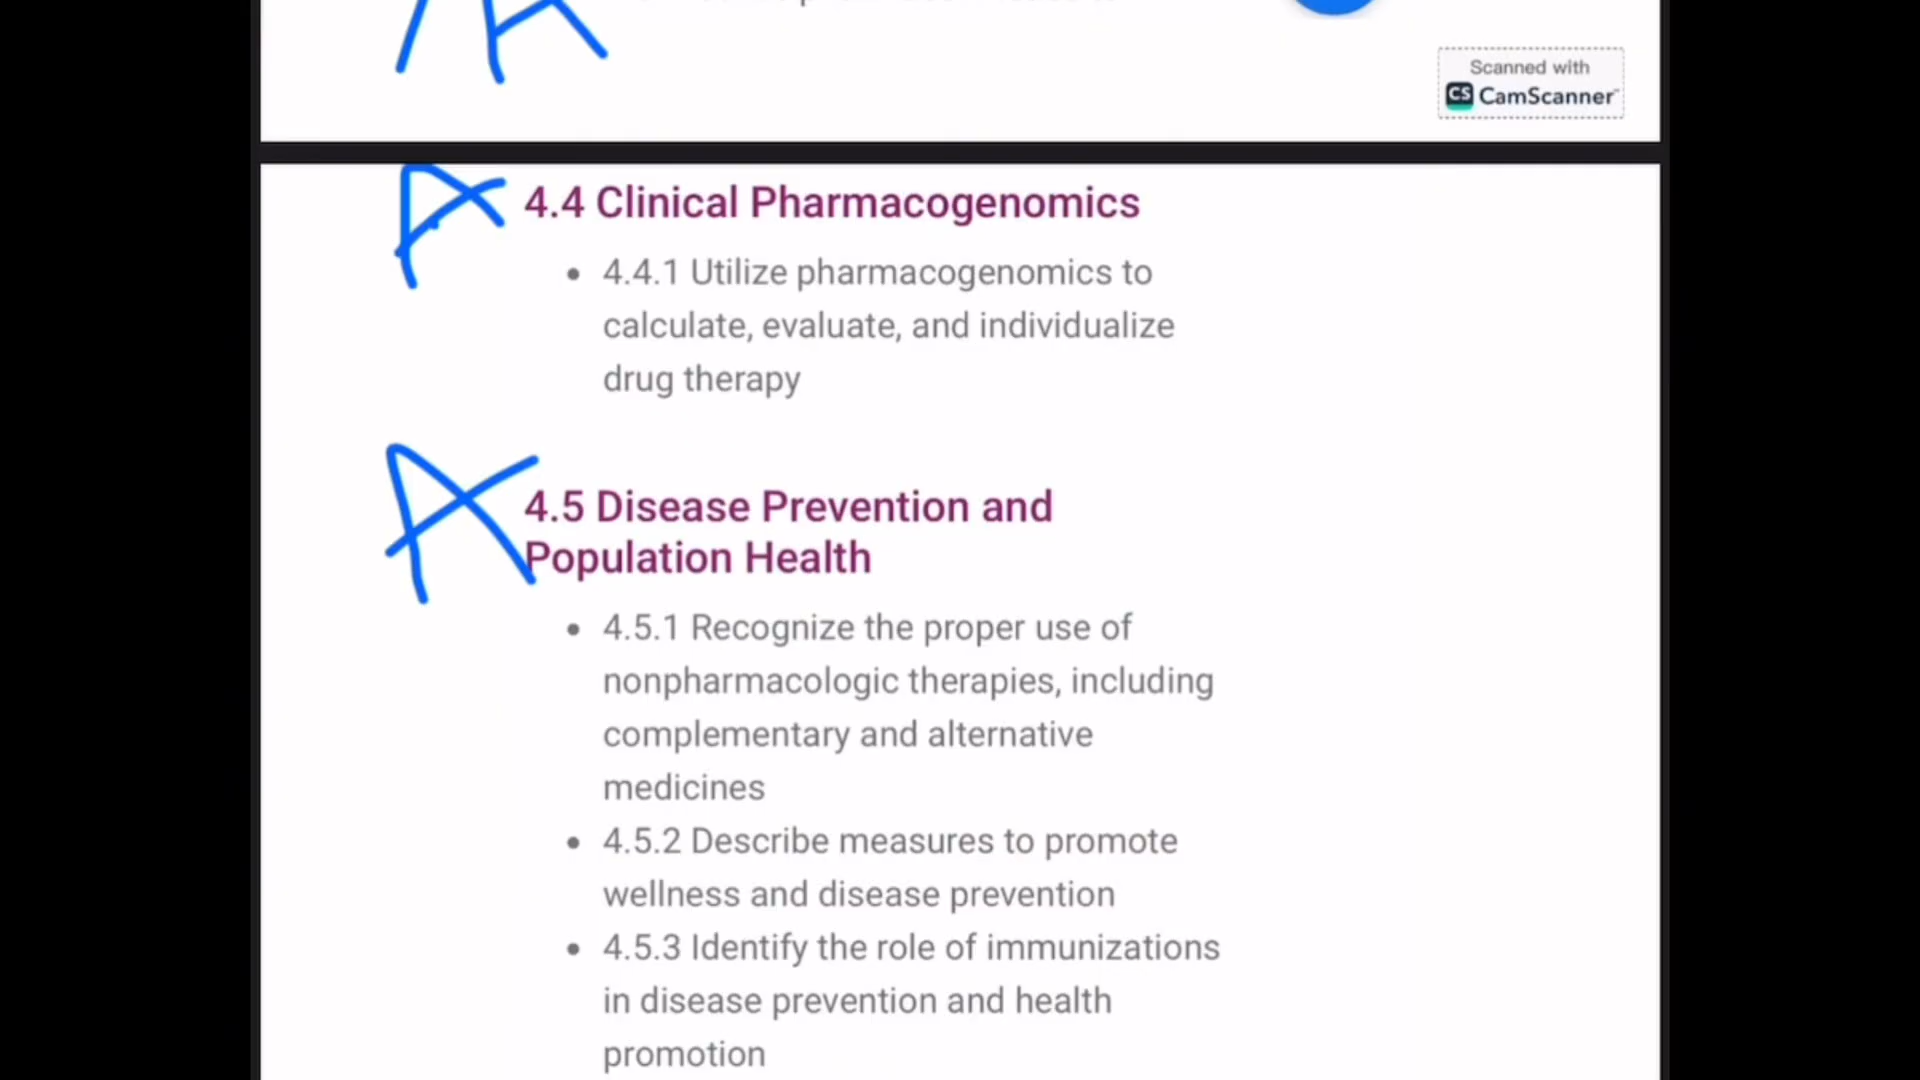 Scanned with
CS CamScanner
4.4 Clinical Pharmacogenomics
• 4.4.1 Utilize pharmacogenomics to
calculate, evaluate, and individualize
drug therapy
4.5 Disease Prevention and
Population Health
• 4.5.1 Recognize the proper use of
nonpharmacologic therapies, including
complementary and alternative
medicines
• 4.5.2 Describe measures to promote
wellness and disease prevention
• 4.5.3 Identify the role of immunizations
in disease prevention and health
promotion